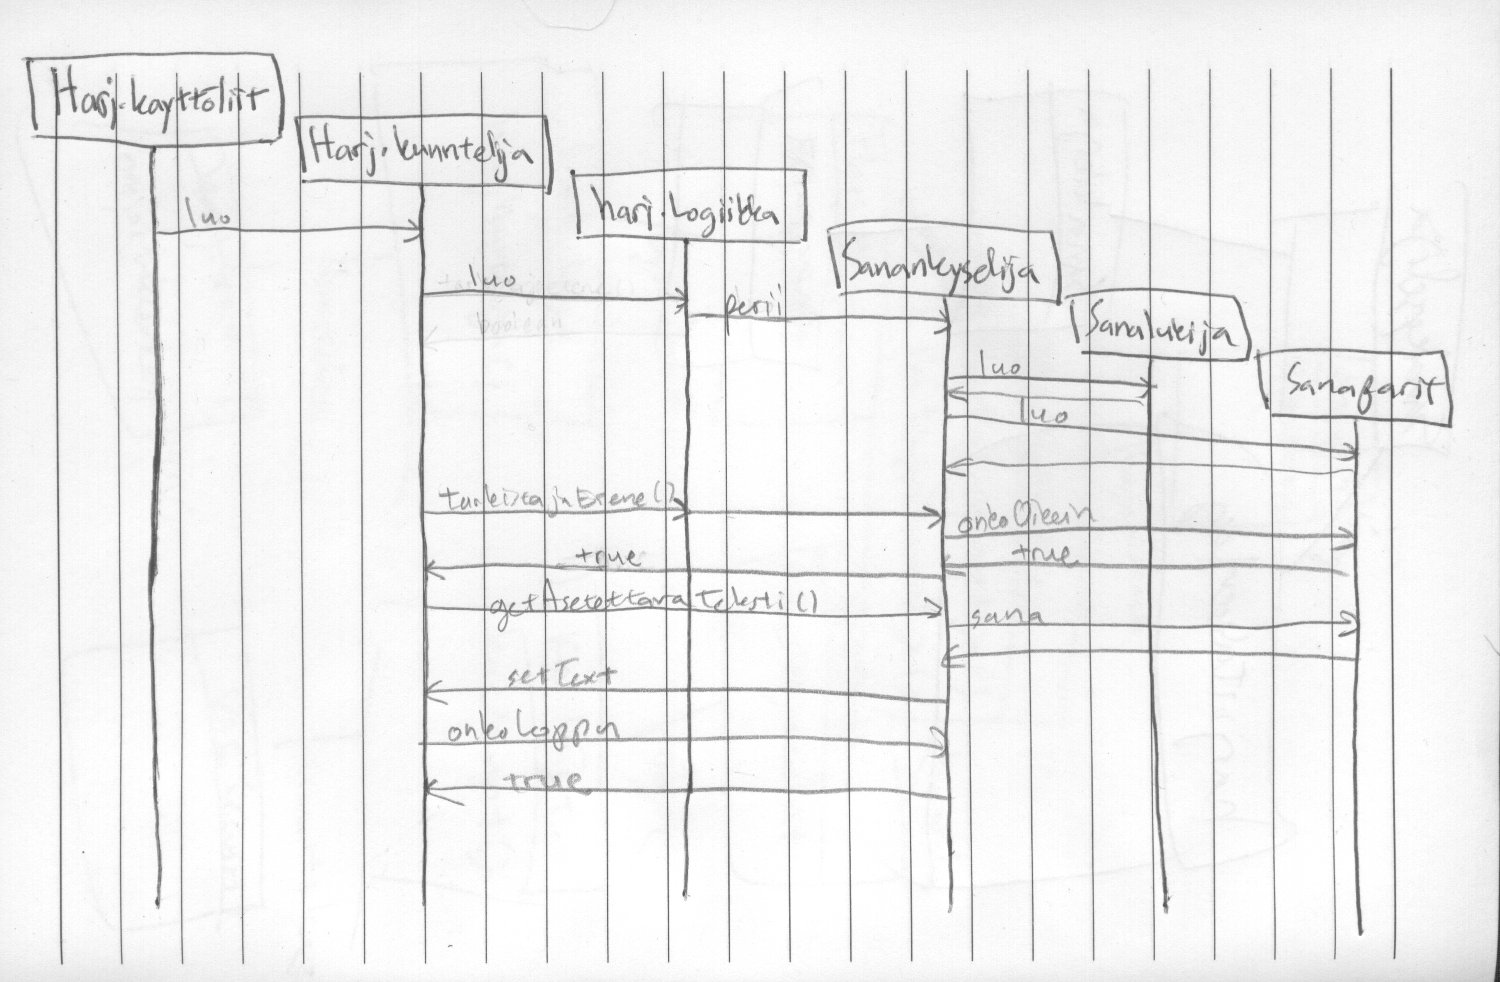 Harj.kayttoliit
Harj.kunntelija
harj.Logiikka
Sanankyselija
Sanalukija
Sanaparit
luo
luo
perii
boolean
luo
luo
tarkistajaEtene()
onkoOikein
true
true
getAsetettavaTeksti()
sana
setText
onkoLoppu
true